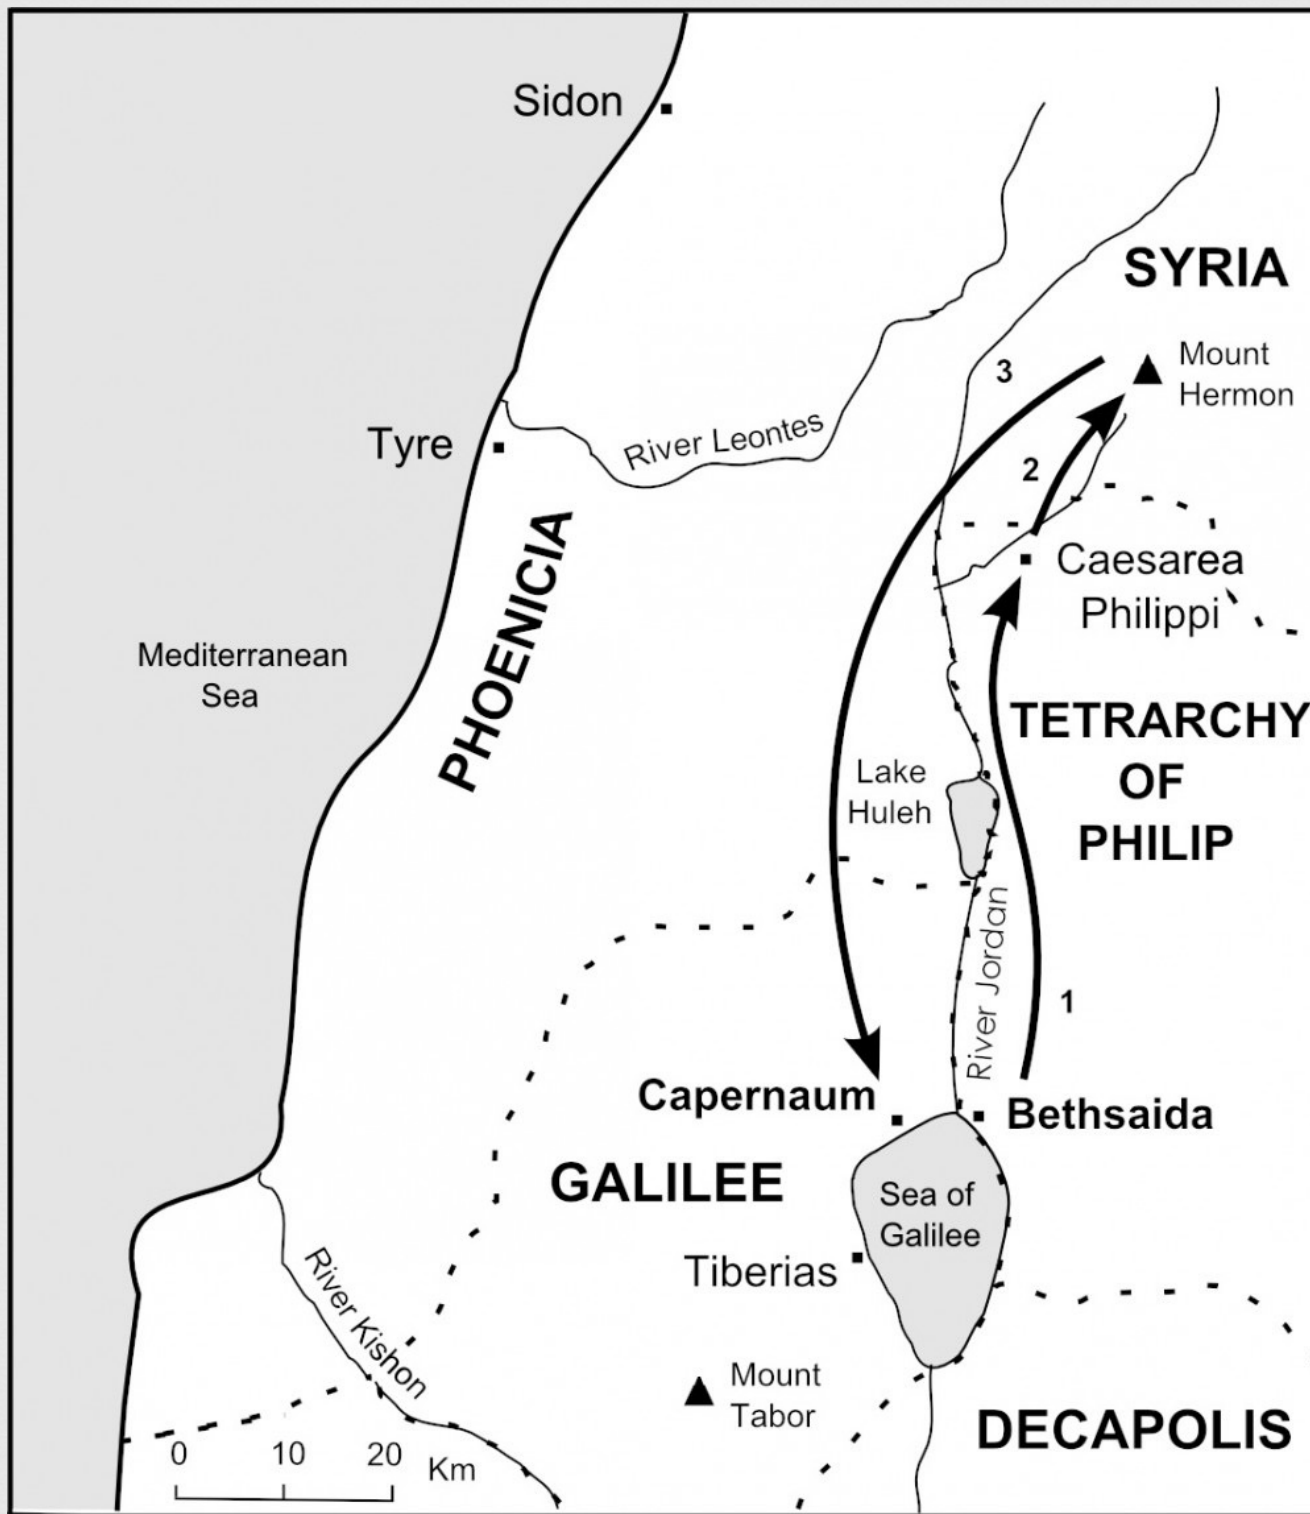 Sidon
SYRIA
3
Mount
Hermon
River Leontes
Tyre
2
PHOENICIA
Caesarea
Philippi
Mediterranean
Sea
TETRARCHY
OF
PHILIP
Lake
Huleh
River Jordan
1
Capernaum
Bethsaida
GALILEE
Sea of
Galilee
Tiberias
River Kishon
Mount
Tabor
DECAPOLIS
0 10 20 Km